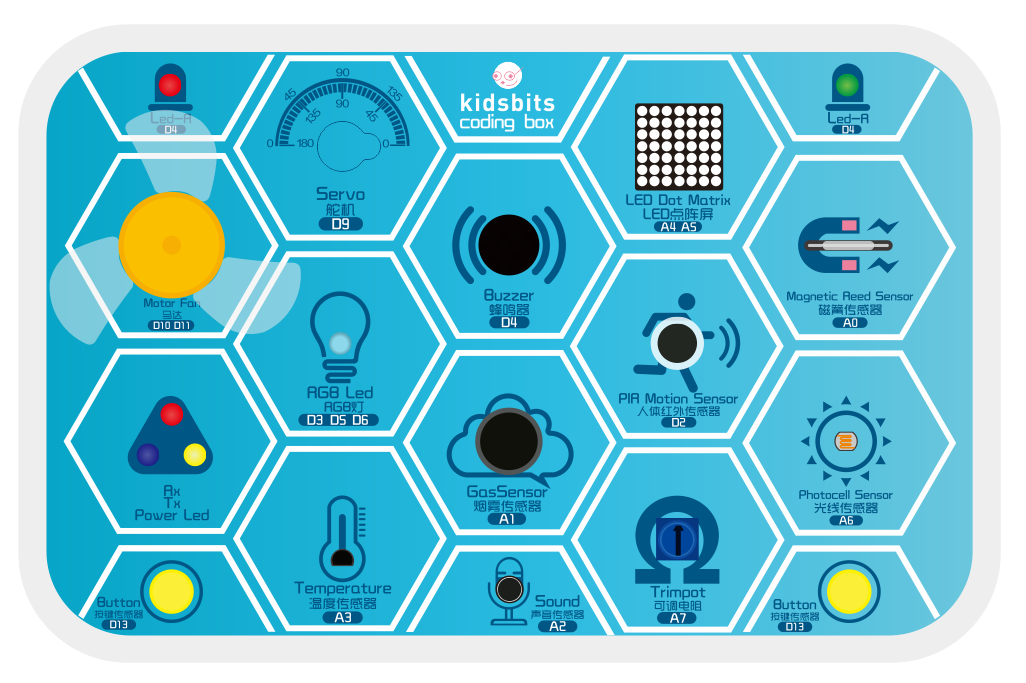 Led-A
D4
90
45
135
90
135
45
0
180
0
Servo
舵机
D9
kidsbits
coding box
LED Dot Matrix
LED点阵屏
A4 A5
Led-A
D4
Motor Fan
马达
D10 D11
Buzzer
蜂鸣器
D4
Magnetic Reed Sensor
磁簧传感器
A0
RGB Led
RGB灯
D3 D5 D6
PIR Motion Sensor
人体红外传感器
D2
Rx
Tx
Power Led
GasSensor
烟雾传感器
A1
Photocell Sensor
光线传感器
A6
Button
按键传感器
D13
Temperature
温度传感器
A3
Sound
声音传感器
A2
Trimpot
可调电阻
A7
Button
按键传感器
D13